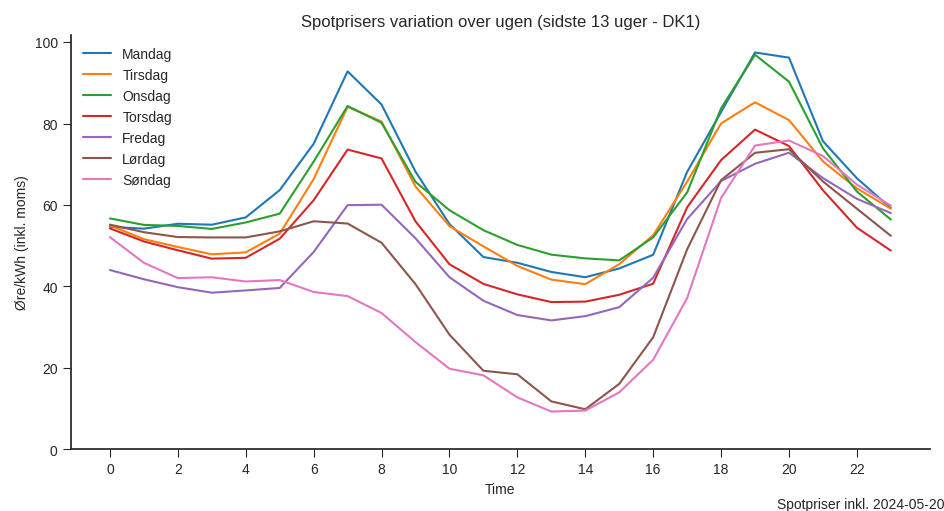 Spotprisers variation over ugen (sidste 13 uger - DK1)
100
80
60
40
20
0
Øre/kWh (inkl. moms)
Mandag
Tirsdag
Onsdag
Torsdag
Fredag
Lørdag
Søndag
0 2 4 6 8 10 12 14 16 18 20 22
Time
Spotpriser inkl. 2024-05-20